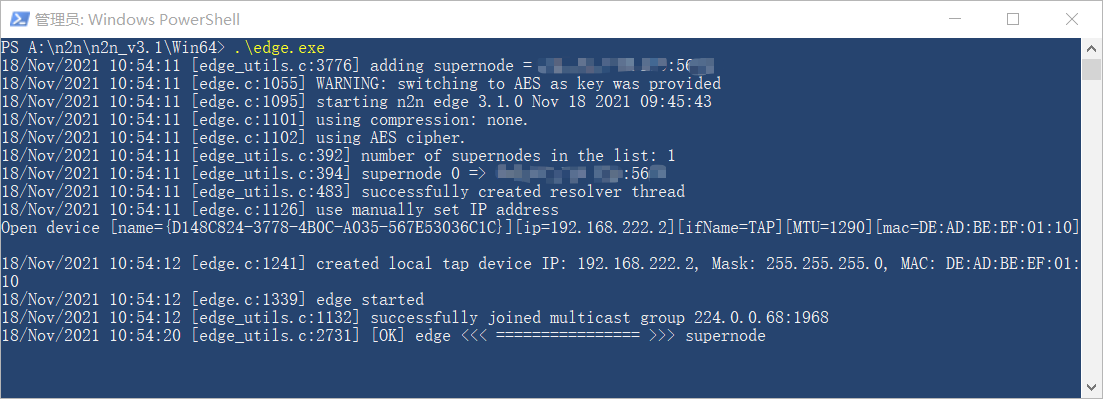 管理员: Windows PowerShell
PS A:\n2n\n2n_v3.1\Win64> .\edge.exe
18/Nov/2021 10:54:11 [edge_utils.c:3776] adding supernode = :56
18/Nov/2021 10:54:11 [edge_utils.c:1055] WARNING: switching to AES as key was provided
18/Nov/2021 10:54:11 [edge.c:1095] starting n2n edge 3.1.0 Nov 18 2021 09:45:43
18/Nov/2021 10:54:11 [edge.c:1101] using compression: none.
18/Nov/2021 10:54:11 [edge.c:1102] using AES cipher.
18/Nov/2021 10:54:11 [edge_utils.c:392] number of supernodes in the list: 1
18/Nov/2021 10:54:11 [edge_utils.c:394] supernode 0 => :56
18/Nov/2021 10:54:11 [edge_utils.c:483] successfully created resolver thread
18/Nov/2021 10:54:11 [edge.c:1126] use manually set IP address
Open device [name={D148C824-3778-4B0C-A035-567E53036C1C}][ip=192.168.222.2][ifName=TAP][MTU=1290][mac=DE:AD:BE:EF:01:10]
18/Nov/2021 10:54:12 [edge.c:1241] created local tap device IP: 192.168.222.2, Mask: 255.255.255.0, MAC: DE:AD:BE:EF:01:
10
18/Nov/2021 10:54:12 [edge.c:1339] edge started
18/Nov/2021 10:54:12 [edge_utils.c:1132] successfully joined multicast group 224.0.0.68:1968
18/Nov/2021 10:54:20 [edge_utils.c:2731] [OK] edge <<< ================ >>> supernode